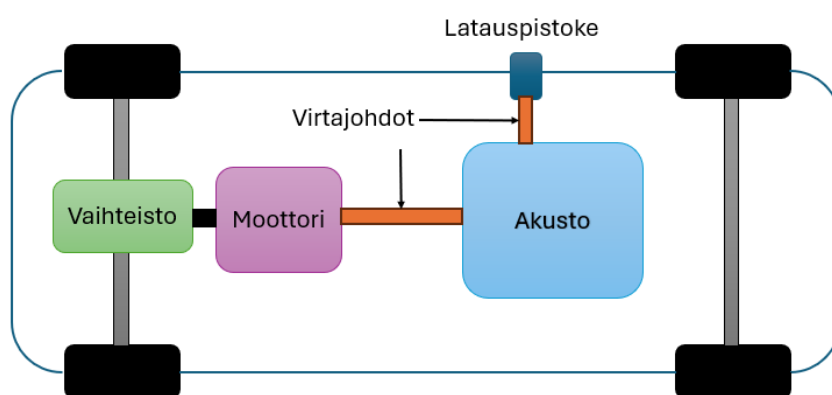 Latauspistoke
Virtajohdot
Vaihteisto
Moottori
Akusto